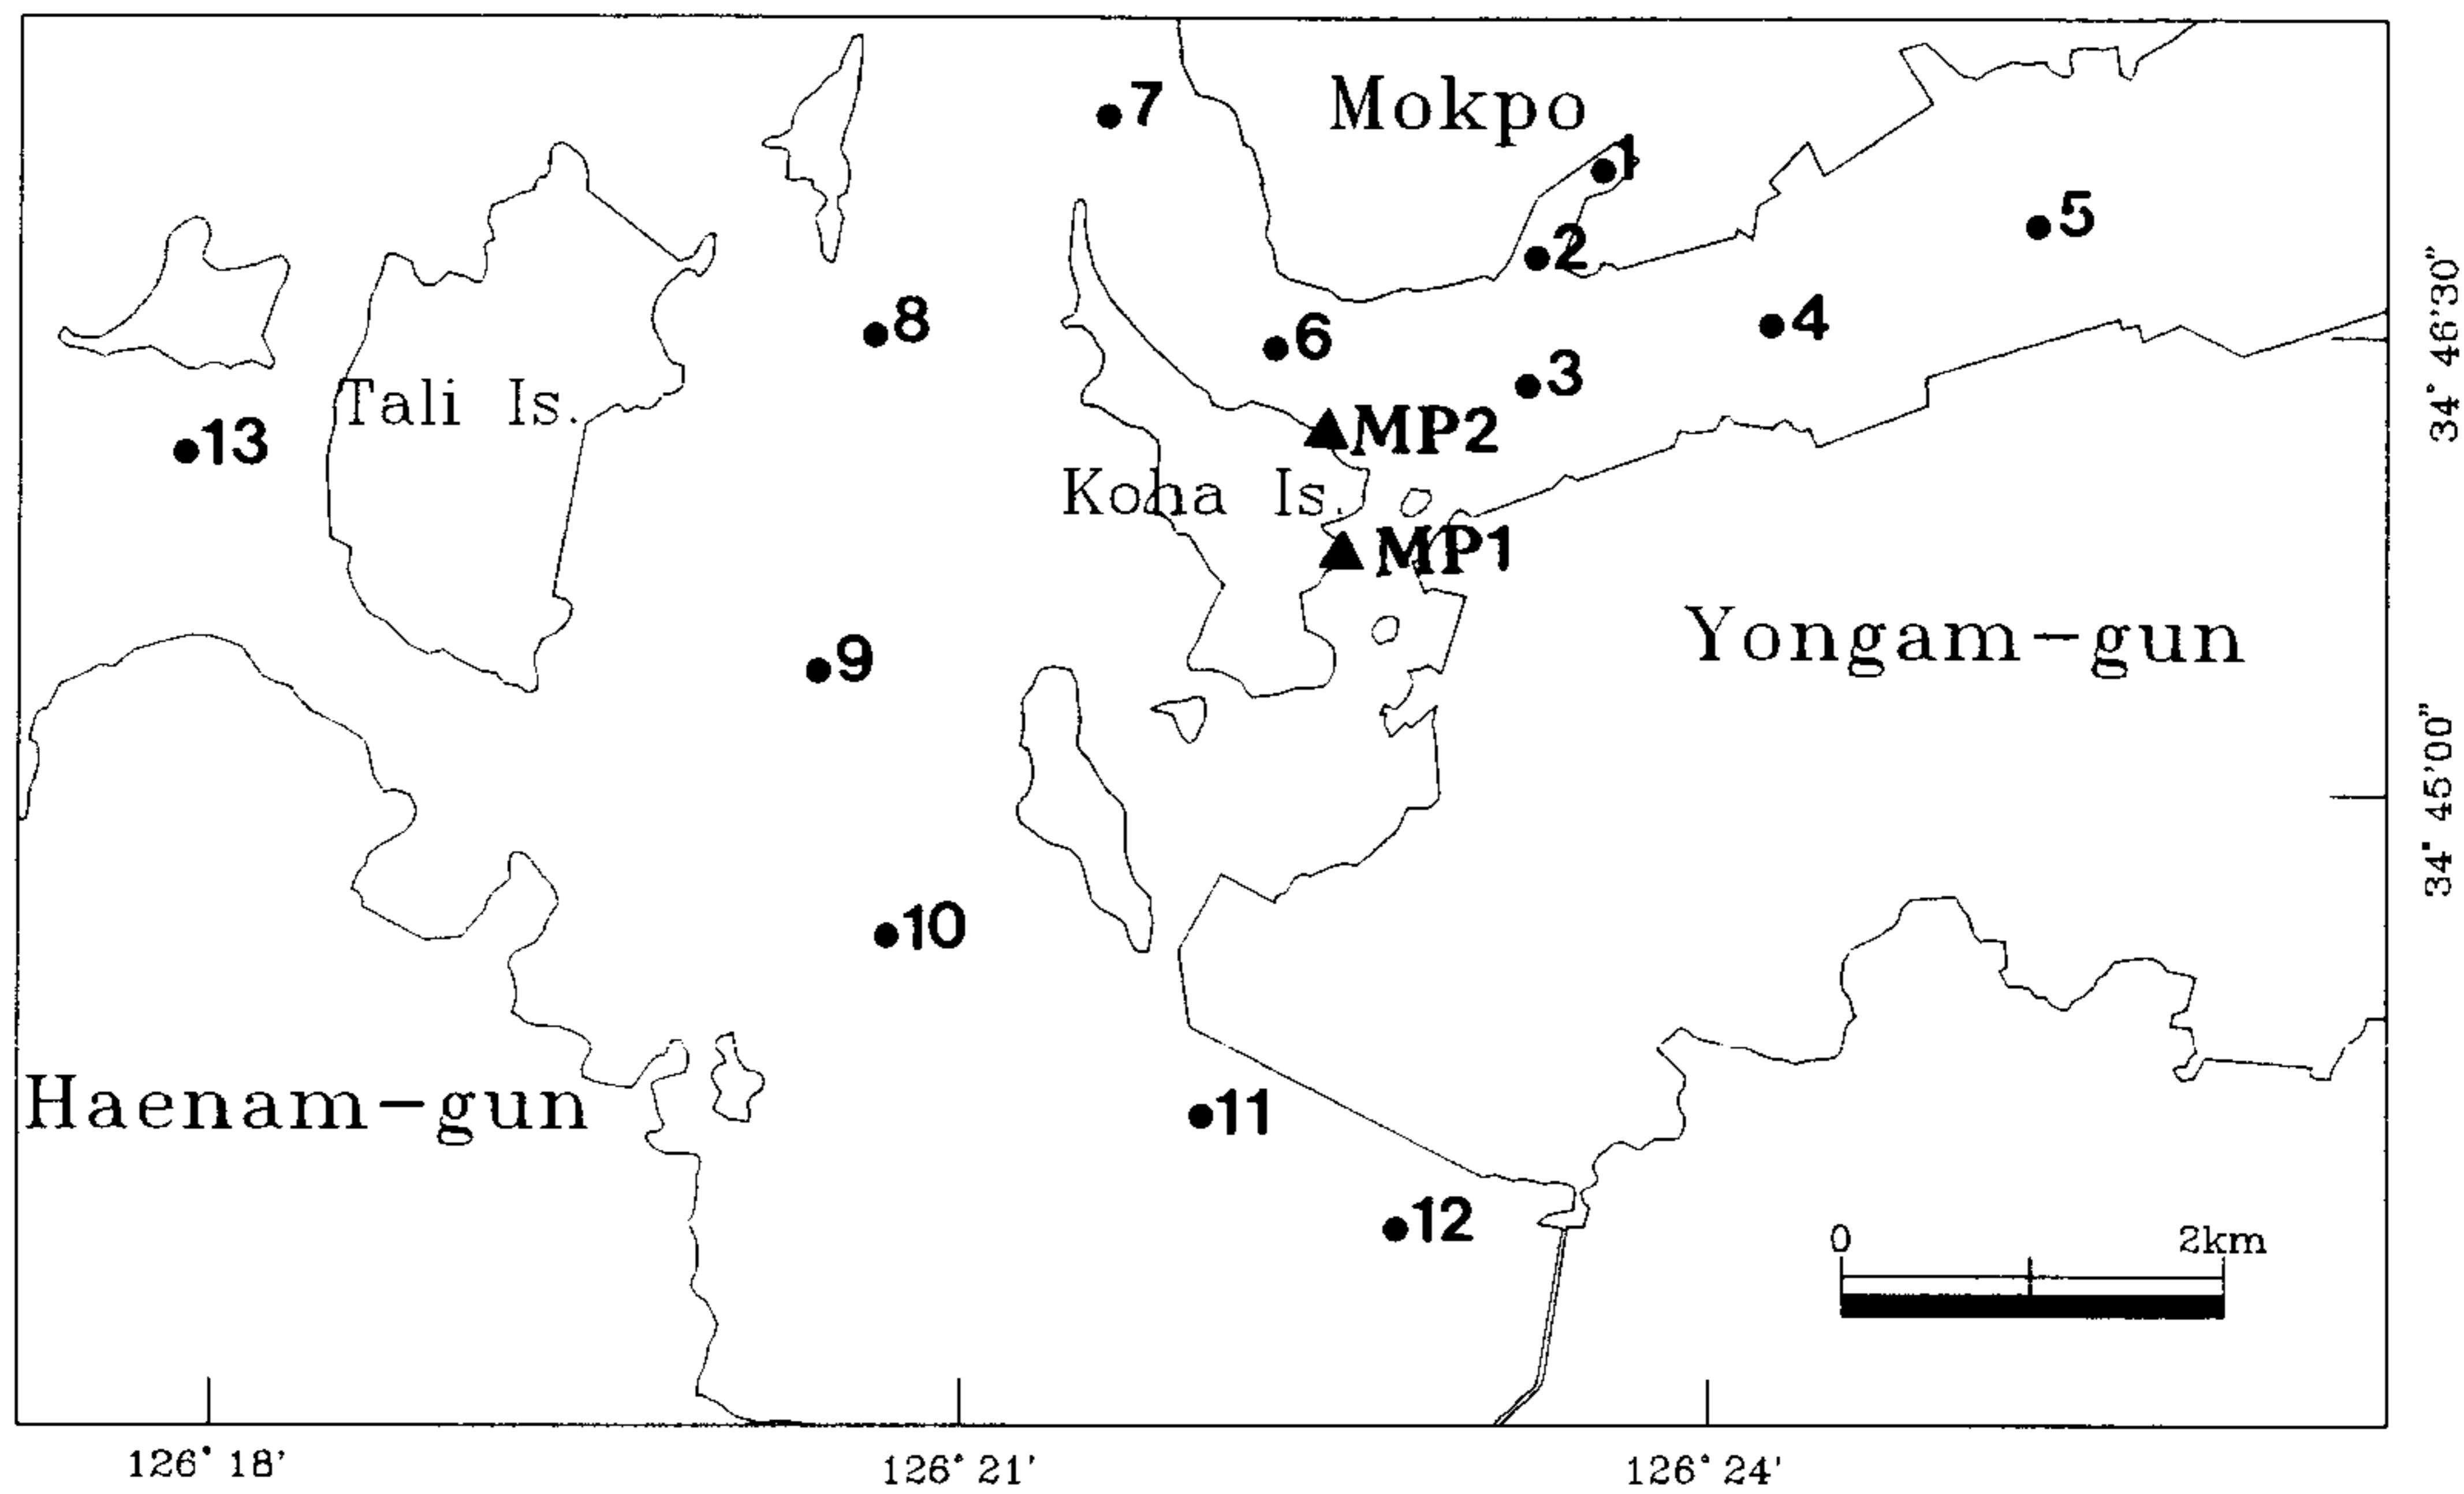 7
Mokpo
1
5
2
8
6
4
3
34° 46'30"
Tali Is.
MP2
13
Koha Is.
MP1
Yongam-gun
9
34° 45'00"
10
Haenam-gun
11
12
0
2km
126° 18'
126° 21'
126° 24'